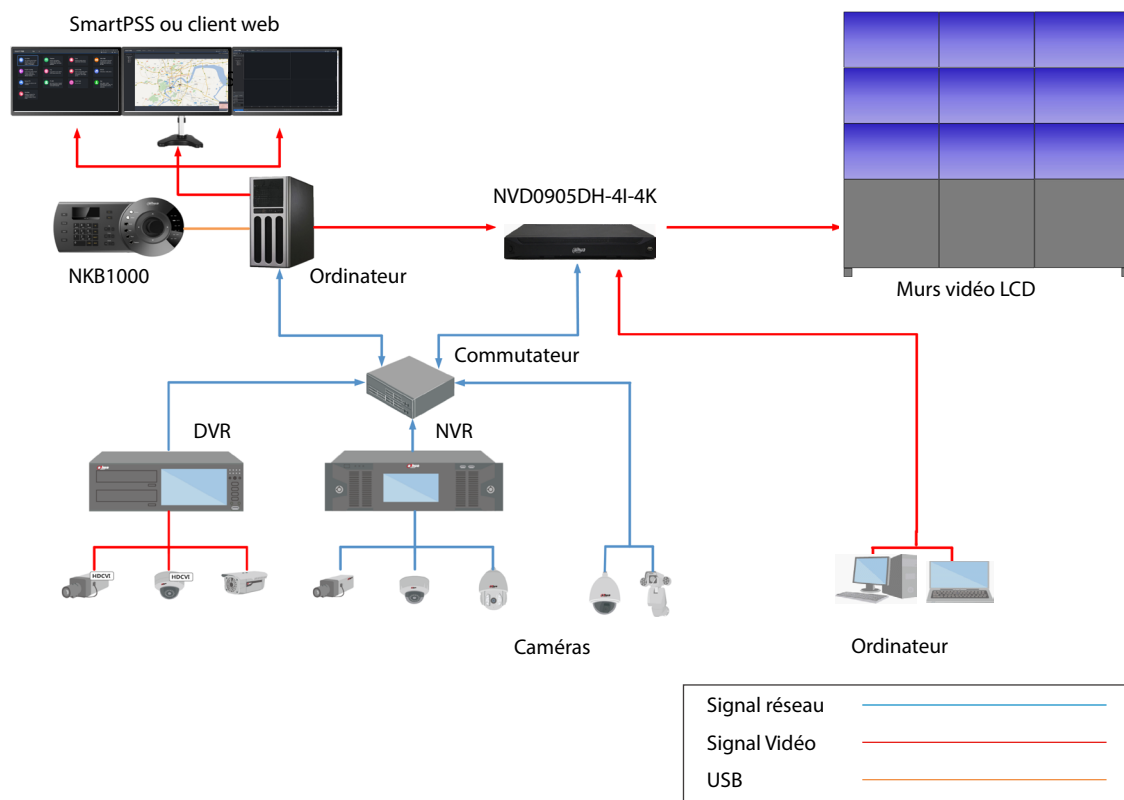 SmartPSS ou client web
s
NVD0905DH-4I-4K
NKB1000
Ordinateur
Murs vidéo LCD
Commutateur
DVR
NVR
HDCVI
HDCVI
Caméras
Ordinateur
Signal réseau
Signal Vidéo
USB